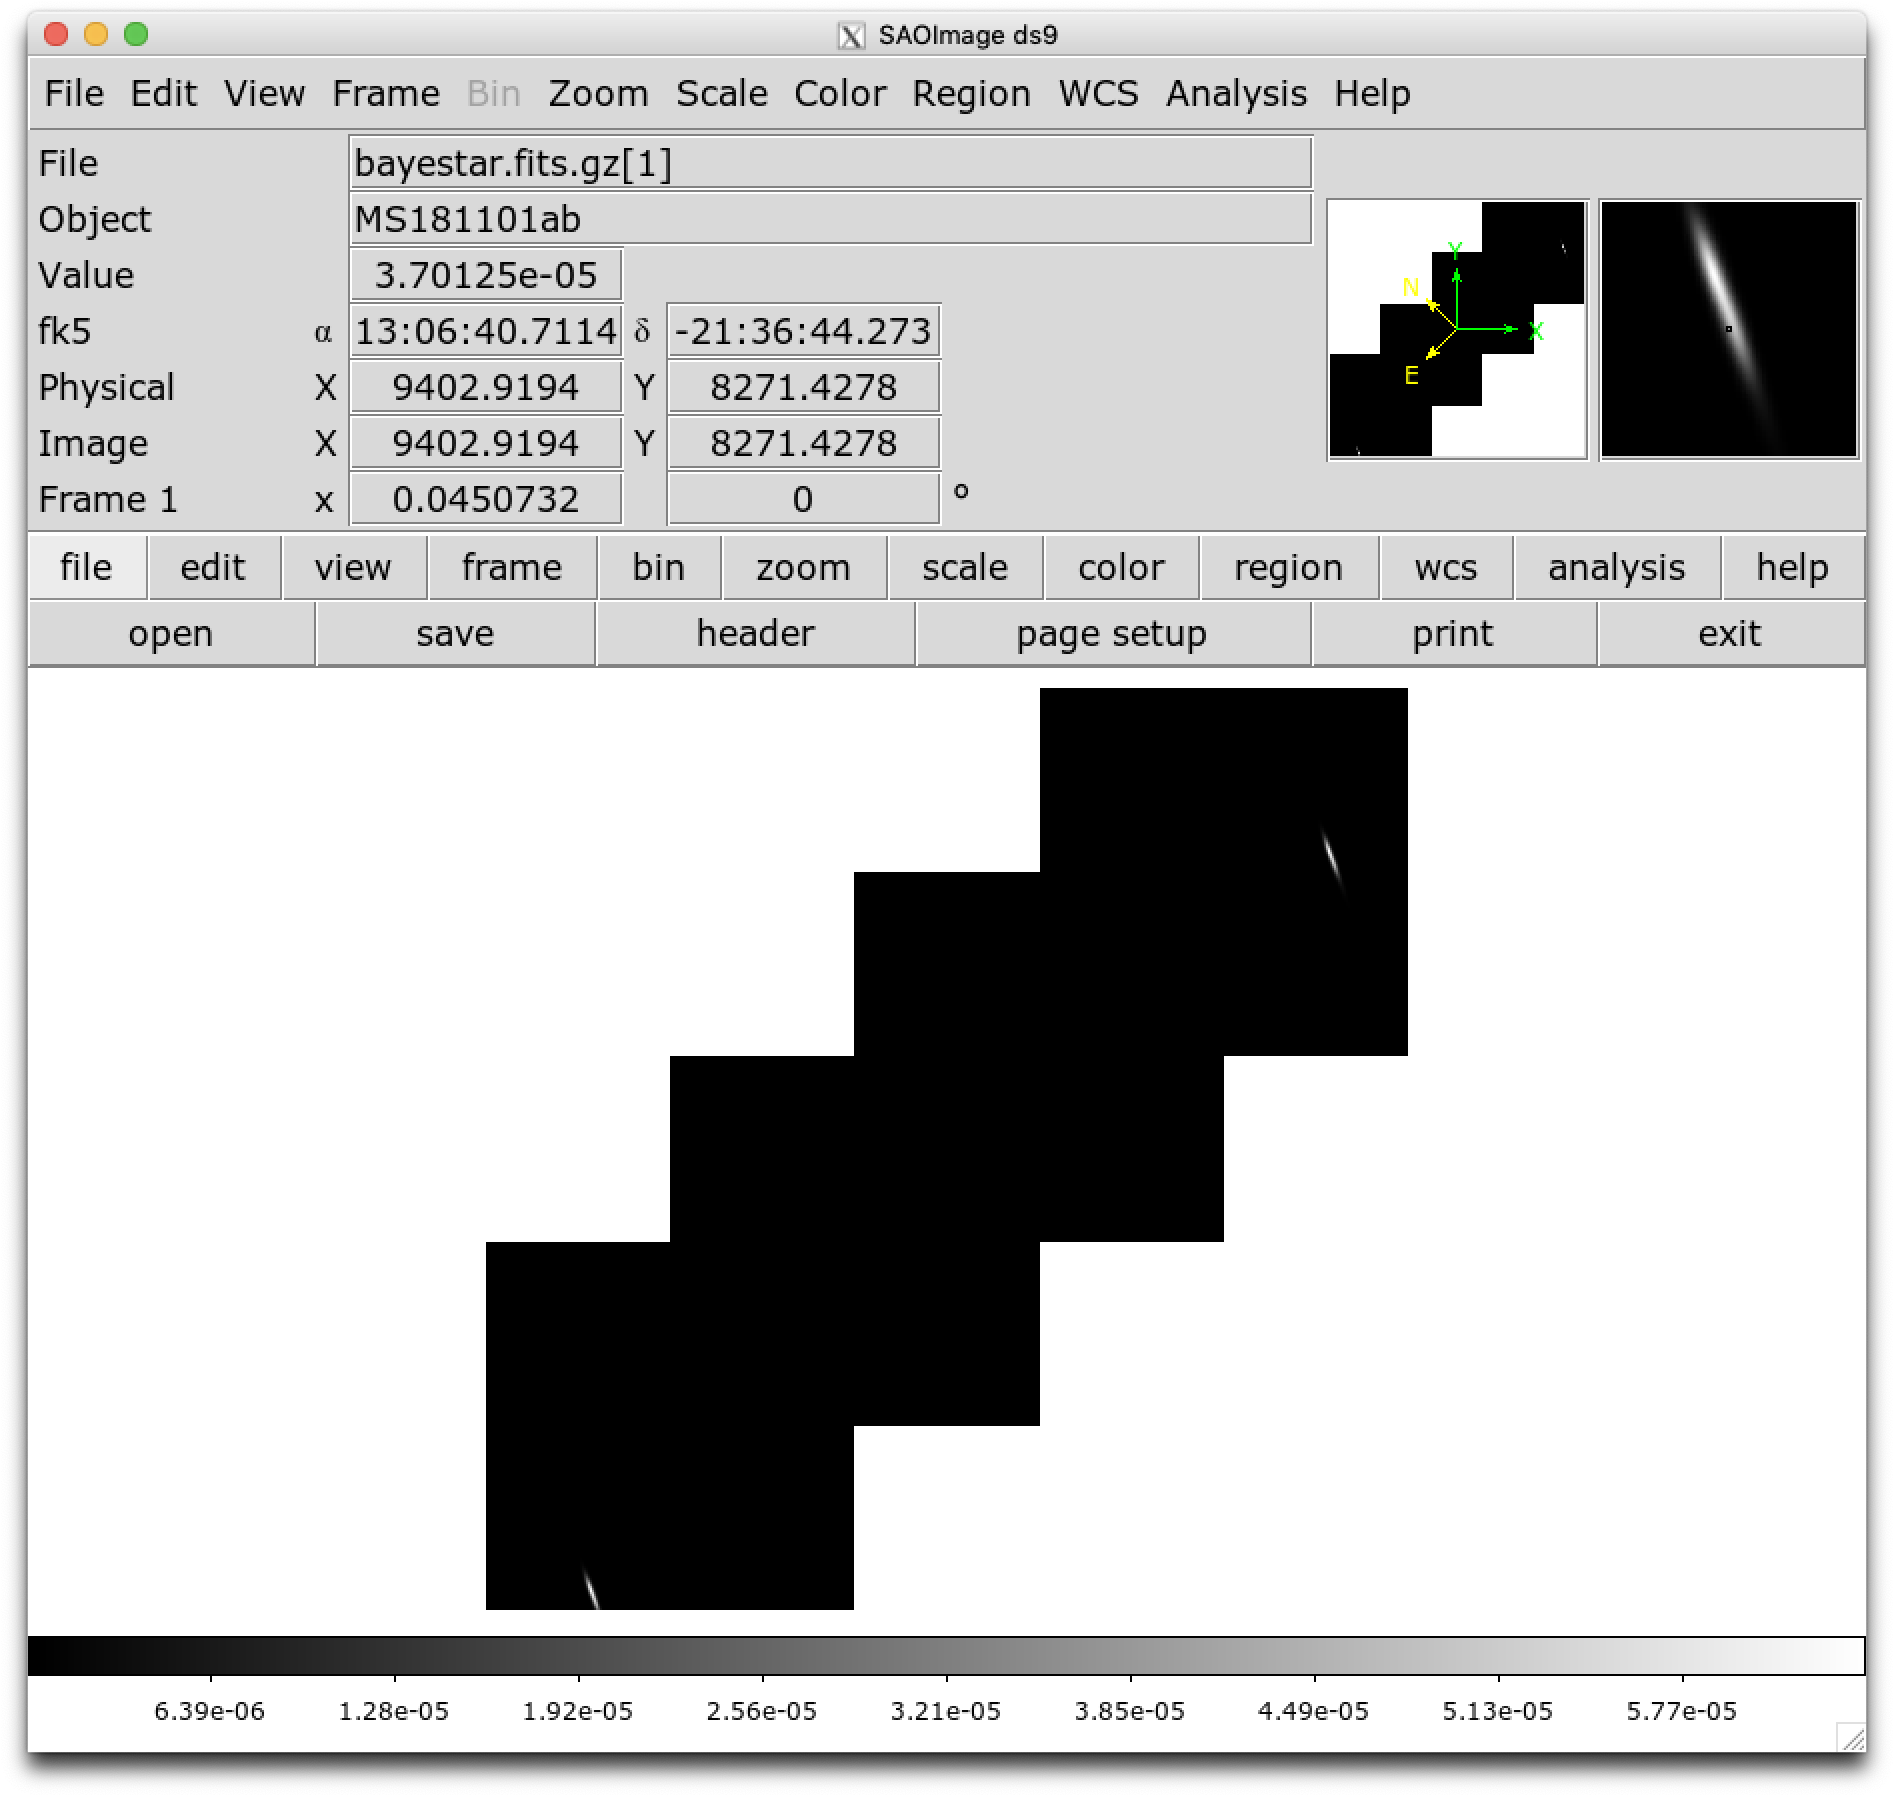 SAOImage ds9
File Edit View Frame Bin Zoom Scale Color Region WCS Analysis Help
File bayestar.fits.gz[1]
Object MS181101ab
Value 3.70125e-05
fk5 α 13:06:40.7114 δ -21:36:44.273
Physical X 9402.9194 Y 8271.4278
Image X 9402.9194 Y 8271.4278
Frame 1 x 0.0450732 0 °
Y
N
X
E
file edit view frame bin zoom scale color region wcs analysis help
open save header page setup print exit
6.39e-06 1.28e-05 1.92e-05 2.56e-05 3.21e-05 3.85e-05 4.49e-05 5.13e-05 5.77e-05